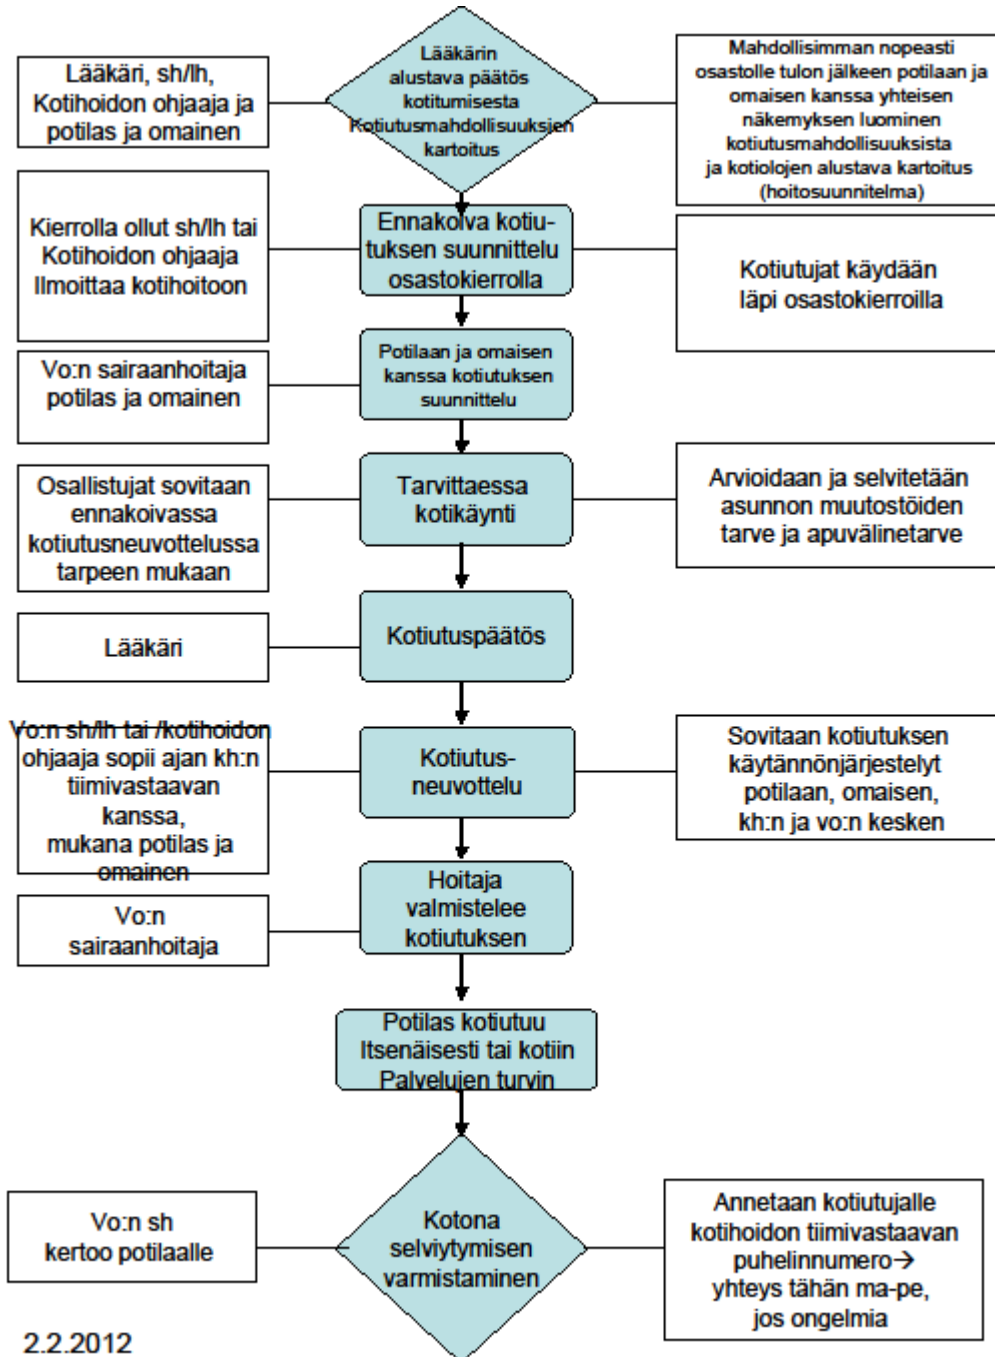 Lääkärin
alustava päätös
kotitumisesta
Kotiutusmahdollisuuksien
kartoitus
Lääkäri, sh/lh,
Kotihoidon ohjaaja ja
potilas ja omainen
Mahdollisimman nopeasti
osastolle tulon jälkeen potilaan ja
omaisen kanssa yhteisen
näkemyksen luominen
kotiutusmahdollisuuksista
ja kotiolojen alustava kartoitus
(hoitosuunnitelma)
Kierrolla ollut sh/lh tai
Kotihoidon ohjaaja
Ilmoittaa kotihoitoon
Ennakoiva kotiu-
tuksen suunnittelu
osastokierrolla
Kotiutujat käydään
läpi osastokierroilla
Vo:n sairaanhoitaja
potilas ja omainen
Potilaan ja omaisen
kanssa kotiutuksen
suunnittelu
Osallistujat sovitaan
ennakoivassa
kotiutusneuvottelussa
tarpeen mukaan
Tarvittaessa
kotikäynti
Arvioidaan ja selvitetään
asunnon muutostöiden
tarve ja apuvälinetarve
Lääkäri
Kotiutuspäätös
Vo:n sh/lh tai /kotihoidon
ohjaaja sopii ajan kh:n
tiimivastaavan
kanssa,
mukana potilas ja
omainen
Kotiutus-
neuvottelu
Sovitaan kotiutuksen
käytännönjärjestelyt
potilaan, omaisen,
kh:n ja vo:n kesken
Vo:n
sairaanhoitaja
Hoitaja
valmistelee
kotiutuksen
Potilas kotiutuu
Itsenäisesti tai kotiin
Palvelujen turvin
Vo:n sh
kertoo potilaalle
Kotona
selviytymisen
varmistaminen
Annetaan kotiutujalle
kotihoidon tiimivastaavan
puhelinnumero→
yhteys tähän ma-pe,
jos ongelmia
2.2.2012